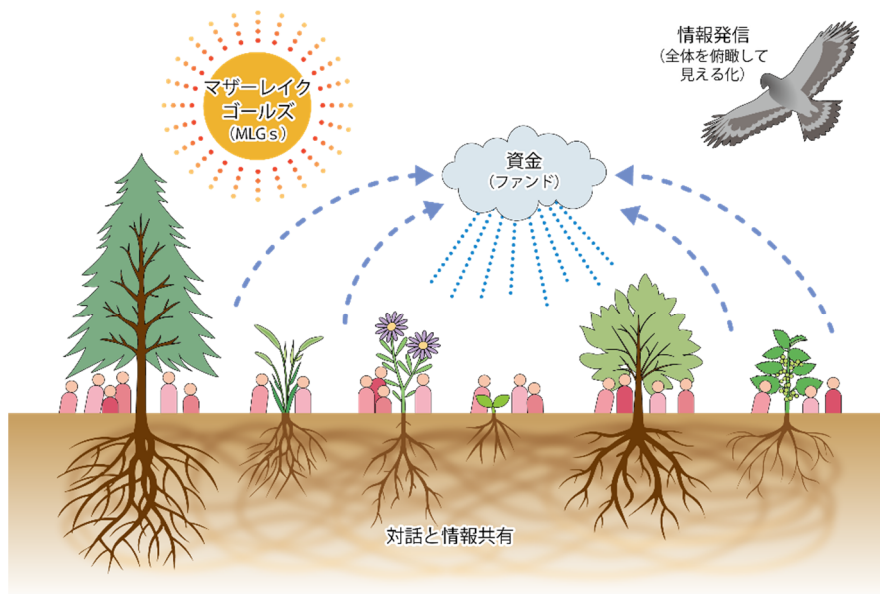 マザーレイク
ゴールズ
（MLGｓ）
情報発信
（全体を俯瞰して
見える化）
資金
（ファンド）
対話と情報共有